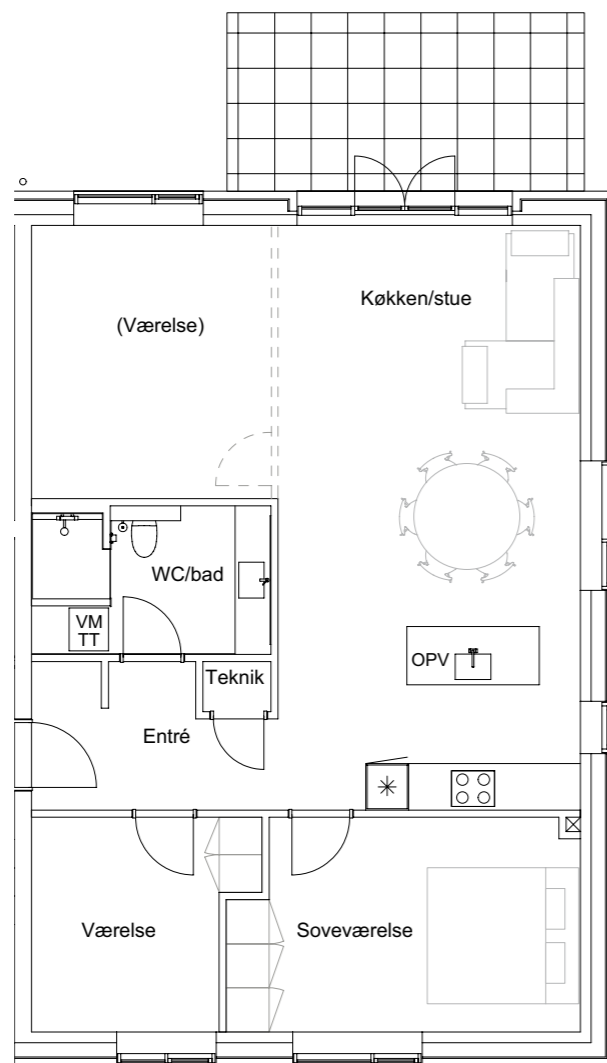 Køkken/stue
(Værelse)
WC/bad
VM
TT
OPV
Teknik
Entré
Værelse
Soveværelse